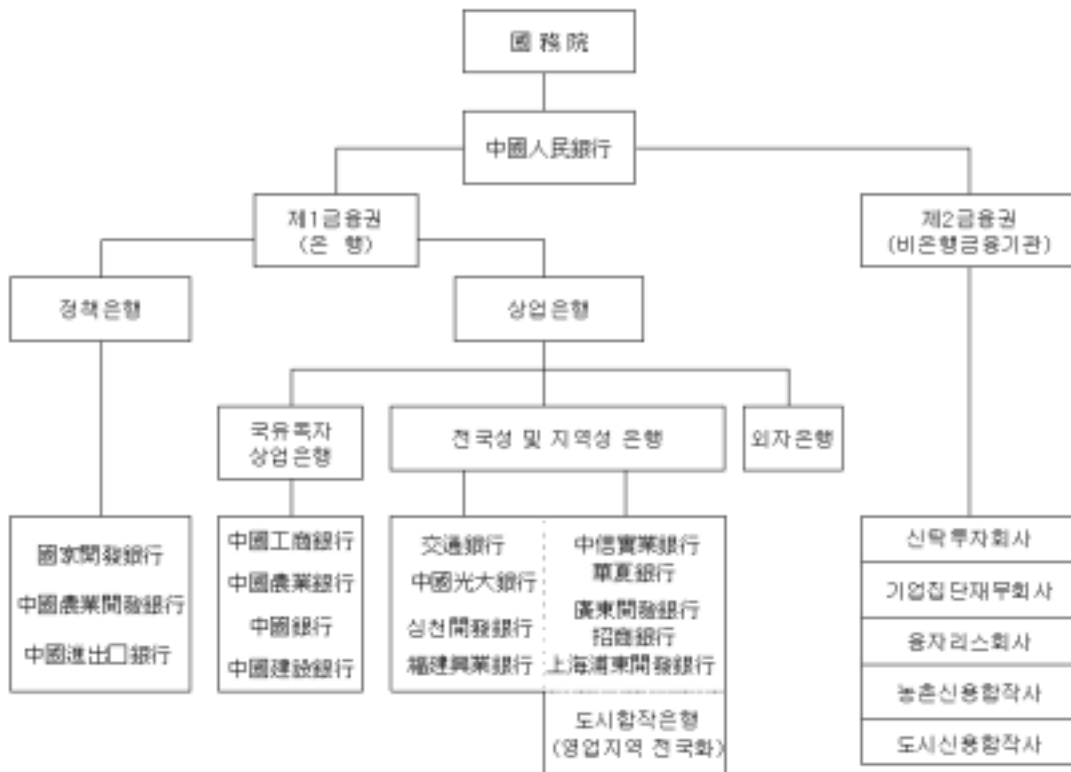 國務院
中國人民銀行
제1금융권
(은 행)
제2금융권
(비은행금융기관)
정책은행
상업은행
국유독자
상업은행
전국성 및 지역성 은행
외자은행
國家開發銀行
中國農業開發銀行
中國進出口銀行
中國工商銀行
中國農業銀行
中國銀行
中國建設銀行
交通銀行
中國光大銀行
심천開發銀行
福建興業銀行
中信實業銀行
華夏銀行
廣東開發銀行
招商銀行
上海浦東開發銀行
도시합작은행
(영업지역 전국화)
신탁투자회사
기업집단재무회사
융자리스회사
농촌신용합작사
도시신용합작사